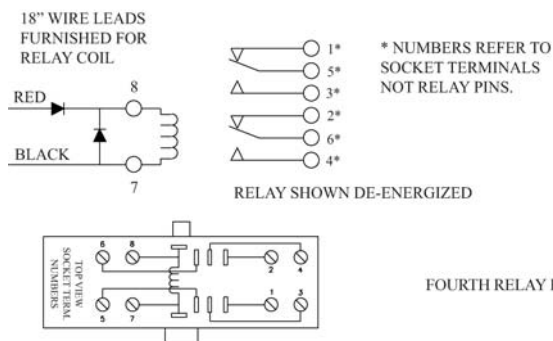 18” WIRE LEADS
FURNISHED FOR
RELAY COIL
RED
8
BLACK
7
1*
5*
3*
2*
6*
4*
* NUMBERS REFER TO
SOCKET TERMINALS
NOT RELAY PINS.
RELAY SHOWN DE-ENERGIZED
6 8
2 4
TOP VIEW
SOCKET TERM
NUMBERS
5 7
1 3
FOURTH RELAY